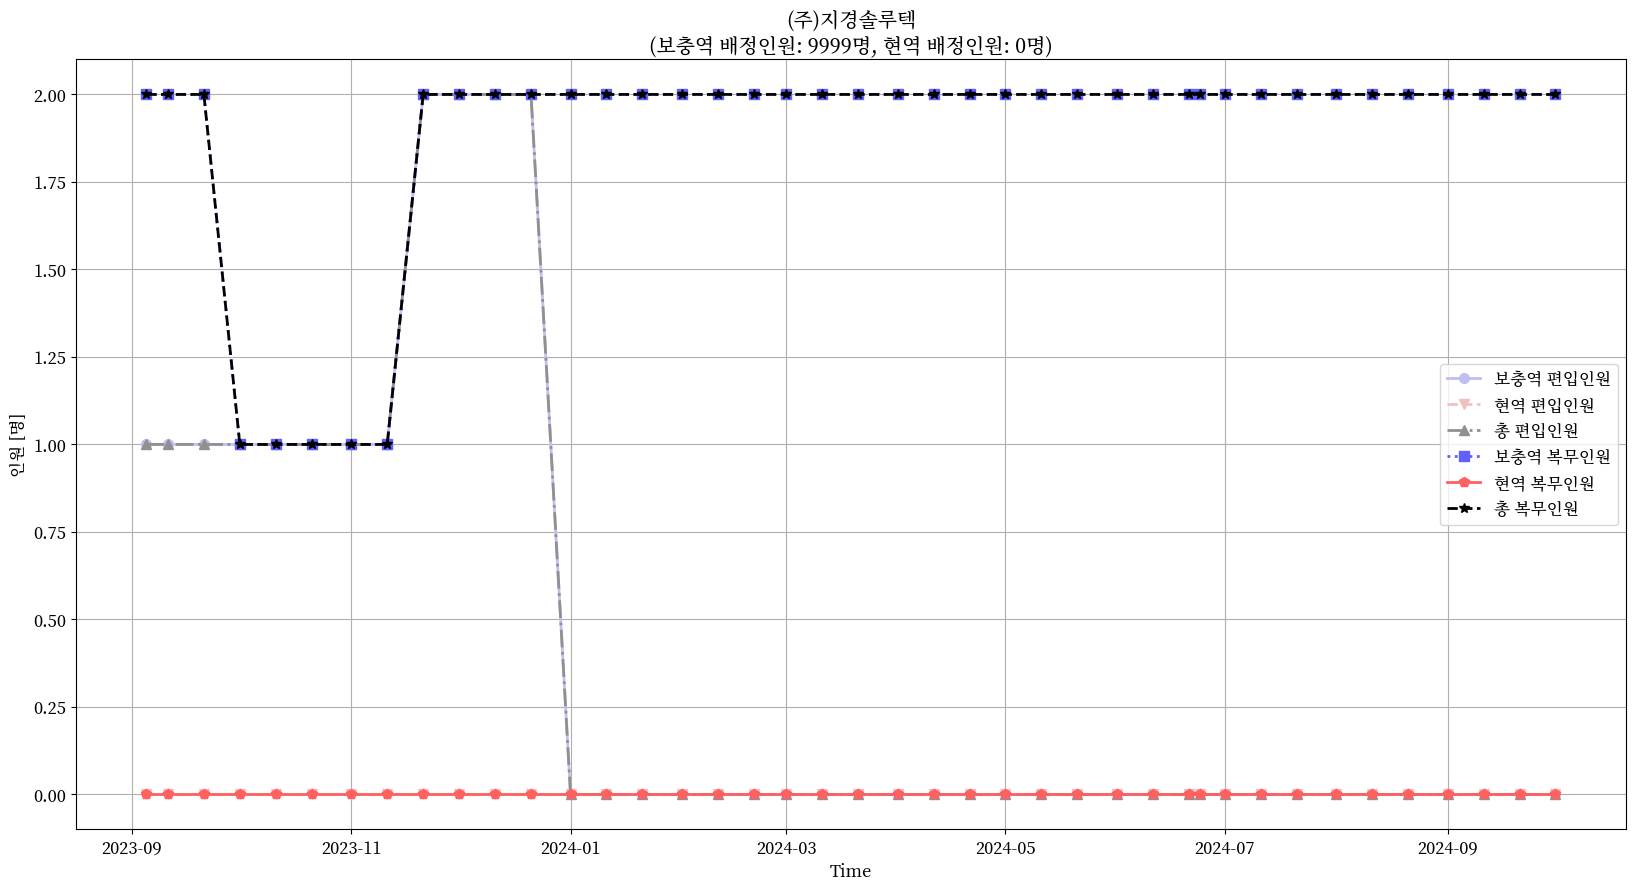 (주)지경솔루텍
(보충역 배정인원: 9999명, 현역 배정인원: 0명)
2.00
1.75
1.50
1.25
1.00
0.75
0.50
0.25
0.00
인원 [명]
보충역 편입인원
현역 편입인원
총 편입인원
보충역 복무인원
현역 복무인원
총 복무인원
2023-09
2023-11
2024-01
2024-03
2024-05
2024-07
2024-09
Time